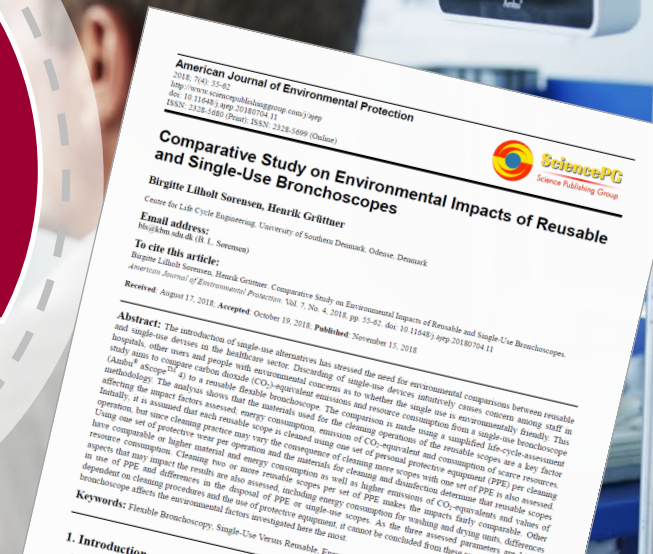 Ambu
American Journal of Environmental Protection
2018; 7(4): 55-62
http://www.sciencepublishinggroup.com/j/ajep
doi: 10.11648/j.ajep.20180704.11
ISSN: 2328-5680 (Print); ISSN: 2328-5699 (Online)
SciencePG
Science Publishing Group
Comparative Study on Environmental Impacts of Reusable
and Single-Use Bronchoscopes
Birgitte Lilholt Sørensen, Henrik Grüttner
Centre for Life Cycle Engineering, University of Southern Denmark, Odense, Denmark
Email address:
bls@kbm.sdu.dk (B. L. Sørensen)
To cite this article:
Birgitte Lilholt Sørensen, Henrik Grüttner. Comparative Study on Environmental Impacts of Reusable and Single-Use Bronchoscopes.
American Journal of Environmental Protection. Vol. 7, No. 4, 2018, pp. 55-62. doi: 10.11648/j.ajep.20180704.11
Received: August 17, 2018; Accepted: October 19, 2018; Published: November 15, 2018
Abstract: The introduction of single-use alternatives has stressed the need for environmental comparisons between reusable
and single-use devises in the healthcare sector. Discarding of single-use devices intuitively causes concern among staff in
hospitals, other users and people with environmental concerns as to whether the single use is environmentally friendly. This
study aims to compare carbon dioxide (CO₂)-equivalent emissions and resource consumption from a single-use bronchoscope
(Ambu® aScope™ 4) to a reusable flexible bronchoscope. The comparison is made using a simplified life-cycle-assessment
methodology. The analysis shows that the materials used for the cleaning operations of the reusable scopes are a key factor
affecting the impact factors assessed, energy consumption, emission of CO₂-equivalent and consumption of scarce resources.
Initially, it is assumed that each reusable scope is cleaned using one set of personal protective equipment (PPE) per cleaning
operation, but since cleaning practice may vary the consequence of cleaning more scopes with one set of PPE is also assessed.
Using one set of protective wear per operation and the materials for cleaning and disinfection determine that reusable scopes
have comparable or higher material and energy consumption as well as higher emissions of CO₂-equivalents and values of
resource consumption. Cleaning two or more reusable scopes per set of PPE makes the impacts fairly comparable. Other
aspects that may impact the results are also assessed, including energy consumption for washing and drying units, differences
in use of PPE and differences in the disposal of PPE or single-use scopes. As the three assessed parameters are
dependent on cleaning procedures and the use of protective equipment, it cannot be concluded from these
bronchoscope affects the environmental factors investigated here the most.
Keywords: Flexible Bronchoscopy, Single-Use Versus Reusable,
1. Introduction